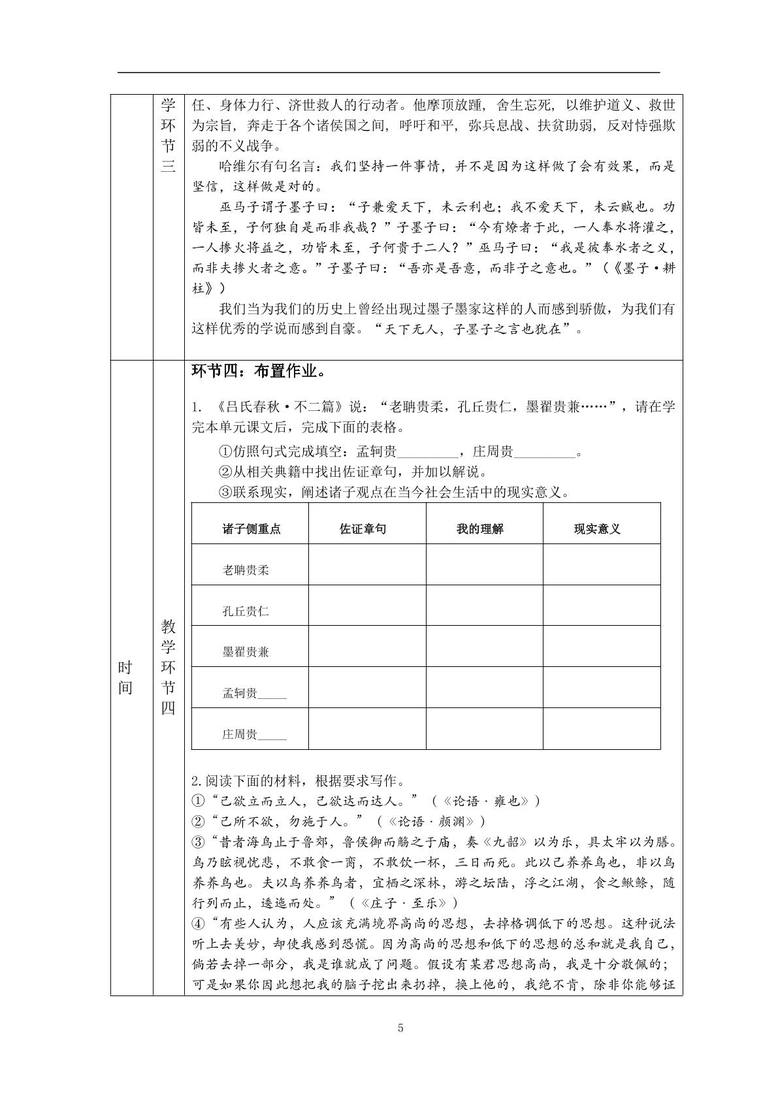 学环节三
任、身体力行、济世救人的行动者。他摩顶放踵，舍生忘死，以维护道义、救世
为宗旨，奔走于各个诸侯国之间，呼吁和平，弥兵息战、扶贫助弱，反对恃强欺
弱的不义战争。
哈维尔有句名言：我们坚持一件事情，并不是因为这样做了会有效果，而是
坚信，这样做是对的。
巫马子谓子墨子曰：“子兼爱天下，未云利也；我不爱天下，未云贼也。功
皆未至，子何独自是而非我哉？”子墨子曰：“今有燎者于此，一人奉水将灌之，
一人掺火将益之，功皆未至，子何贵于二人？”巫马子曰：“我是彼奉水者之义，
而非夫掺火者之意。”子墨子曰：“吾亦是吾意，而非子之意也。”（《墨子·耕
柱》）
我们当为我们的历史上曾经出现过墨子墨家这样的人而感到骄傲，为我们有
这样优秀的学说而感到自豪。“天下无人，子墨子之言也犹在”。
时间
教学环节四
环节四：布置作业。
1. 《吕氏春秋·不二篇》说：“老聃贵柔，孔丘贵仁，墨翟贵兼……”，请在学
完本单元课文后，完成下面的表格。
①仿照句式完成填空：孟轲贵________，庄周贵________。
②从相关典籍中找出佐证章句，并加以解说。
③联系现实，阐述诸子观点在当今社会生活中的现实意义。
诸子侧重点 佐证章句 我的理解 现实意义
老聃贵柔
孔丘贵仁
墨翟贵兼
孟轲贵____
庄周贵____
2.阅读下面的材料，根据要求写作。
①“己欲立而立人，己欲达而达人。”（《论语·雍也》）
②“己所不欲，勿施于人。”（《论语·颜渊》）
③“昔者海鸟止于鲁郊，鲁侯御而觞之于庙，奏《九韶》以为乐，具太牢以为膳。
鸟乃眩视忧悲，不敢食一脔，不敢饮一杯，三日而死。此以己养养鸟也，非以鸟
养养鸟也。夫以鸟养养鸟者，宜栖之深林，游之坛陆，浮之江湖，食之鳅鲦，随
行列而止，逶迤而处。”（《庄子·至乐》）
④“有些人认为，人应该充满境界高尚的思想，去掉格调低下的思想。这种说法
听上去美妙，却使我感到恐慌。因为高尚的思想和低下的思想的总和就是我自己，
倘若去掉一部分，我是谁就成了问题。假设有某君思想高尚，我是十分敬佩的；
可是如果你因此想把我的脑子挖出来扔掉，换上他的，我绝不肯，除非你能够证
5